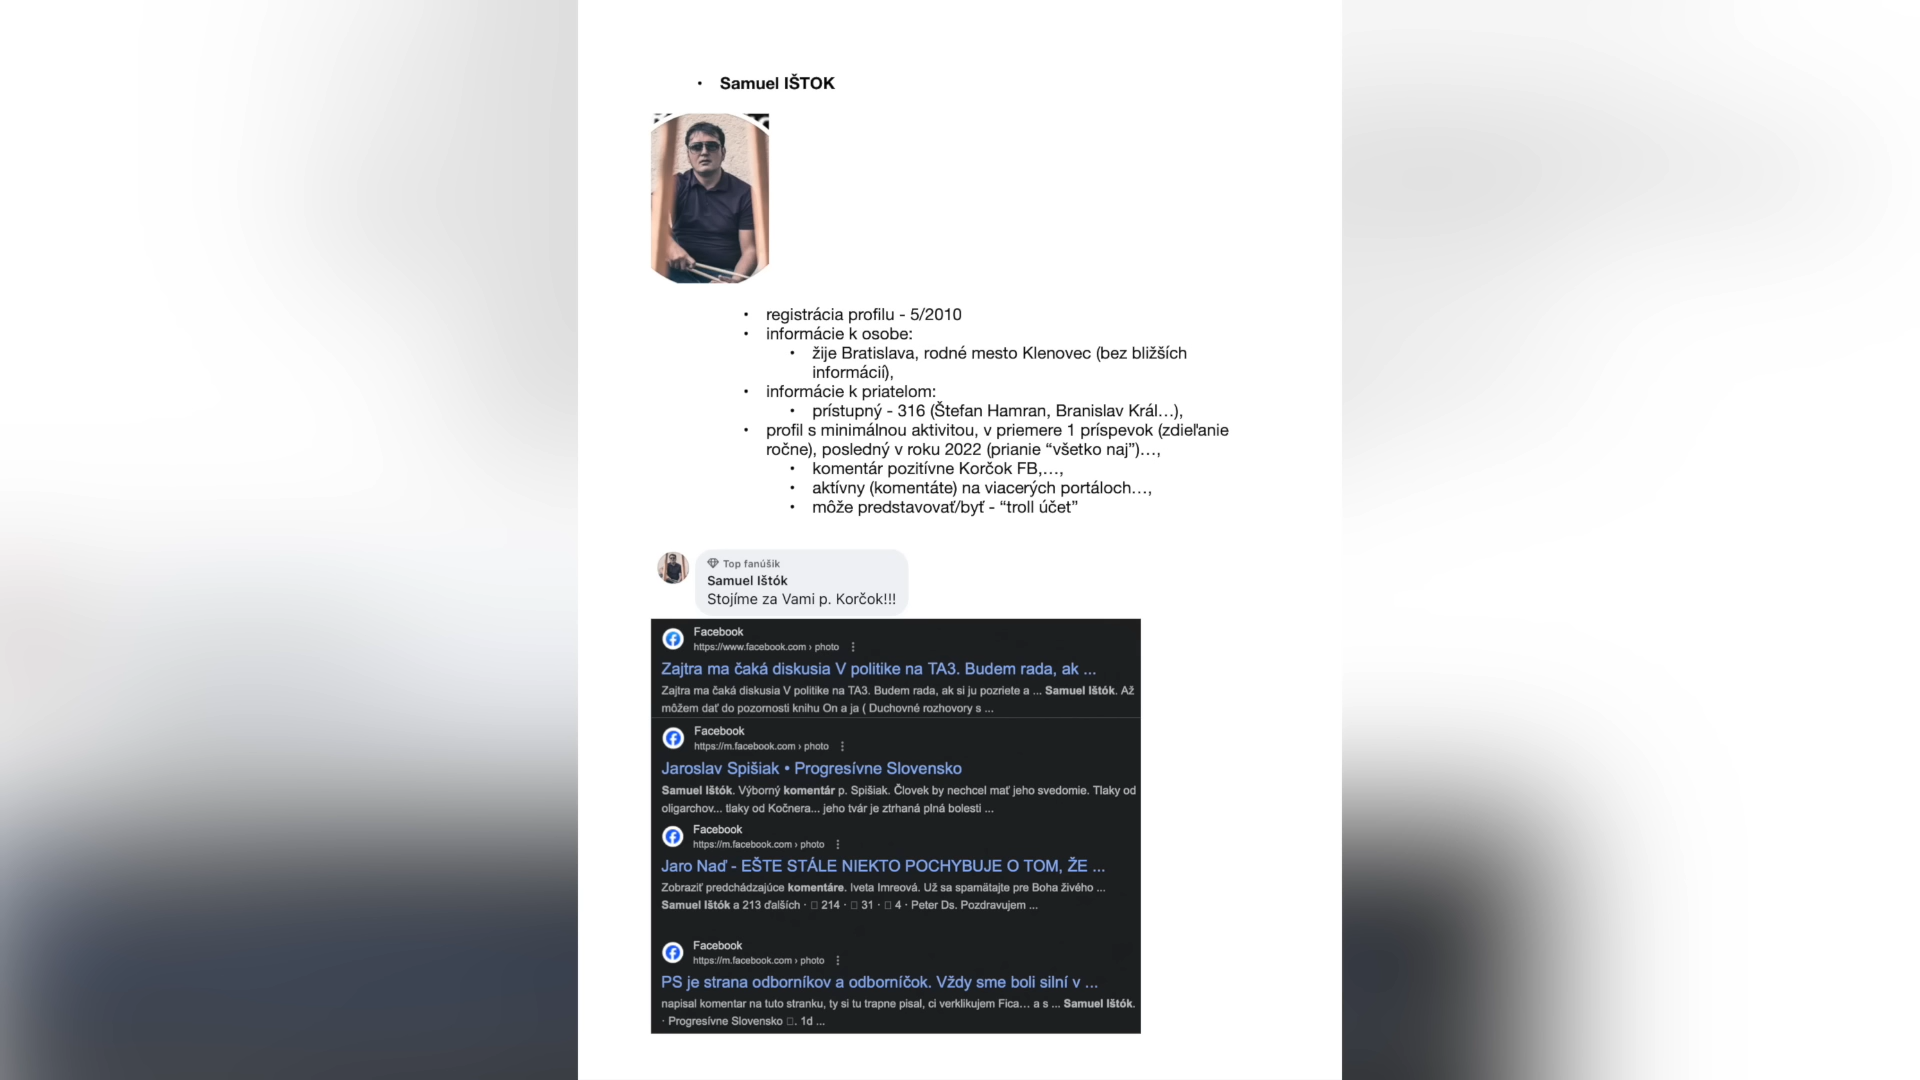 • Samuel IŠTOK
• registrácia profilu - 5/2010
• informácie k osobe:
• žije Bratislava, rodné mesto Klenovec (bez bližších
informácií),
• informácie k priatelom:
• prístupný - 316 (Štefan Hamran, Branislav Král…),
• profil s minimálnou aktivitou, v priemere 1 príspevok (zdieľanie
ročne), posledný v roku 2022 (prianie “všetko naj”)…,
• komentár pozitívne Korčok FB,…,
• aktívny (komentáte) na viacerých portáloch…,
• môže predstavovať/byť - “troll účet”
Top fanúšik
Samuel Ištók
Stojíme za Vami p. Korčok!!!
Facebook
https://www.facebook.com › photo
Zajtra ma čaká diskusia V politike na TA3. Budem rada, ak ...
Zajtra ma čaká diskusia V politike na TA3. Budem rada, ak si ju pozriete a ... Samuel Ištók. Až
môžem dať do pozornosti knihu On a ja ( Duchovné rozhovory s ...
Facebook
https://m.facebook.com › photo
Jaroslav Spišiak • Progresívne Slovensko
Samuel Ištók. Výborný komentár p. Spišiak. Človek by nechcel mať jeho svedomie. Tlaky od
oligarchov... tlaky od Kočnera... jeho tvár je ztrhaná plná bolesti ...
Facebook
https://m.facebook.com › photo
Jaro Naď - EŠTE STÁLE NIEKTO POCHYBUJE O TOM, ŽE ...
Zobraziť predchádzajúce komentáre. Iveta Imreová. Už sa spamätajte pre Boha živého ...
Samuel Ištók a 213 ďalších · □ 214 · □ 31 · □ 4 · Peter Ds. Pozdravujem ...
Facebook
https://m.facebook.com › photo
PS je strana odborníkov a odborníčok. Vždy sme boli silní v ...
napisal komentar na tuto stranku, ty si tu trapne pisal, ci verklikujem Fica... a s ... Samuel Ištók.
· Progresívne Slovensko □. 1d ...